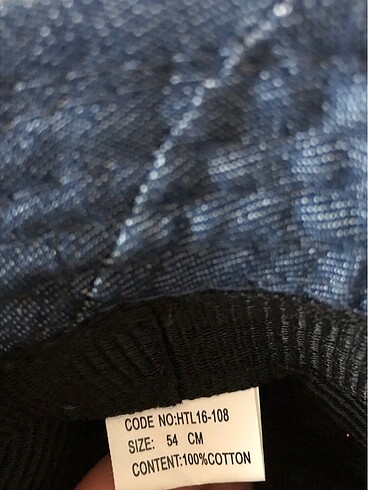 CODE NO:HTL16-108
SIZE: 54 CM
CONTENT:100%COTTON